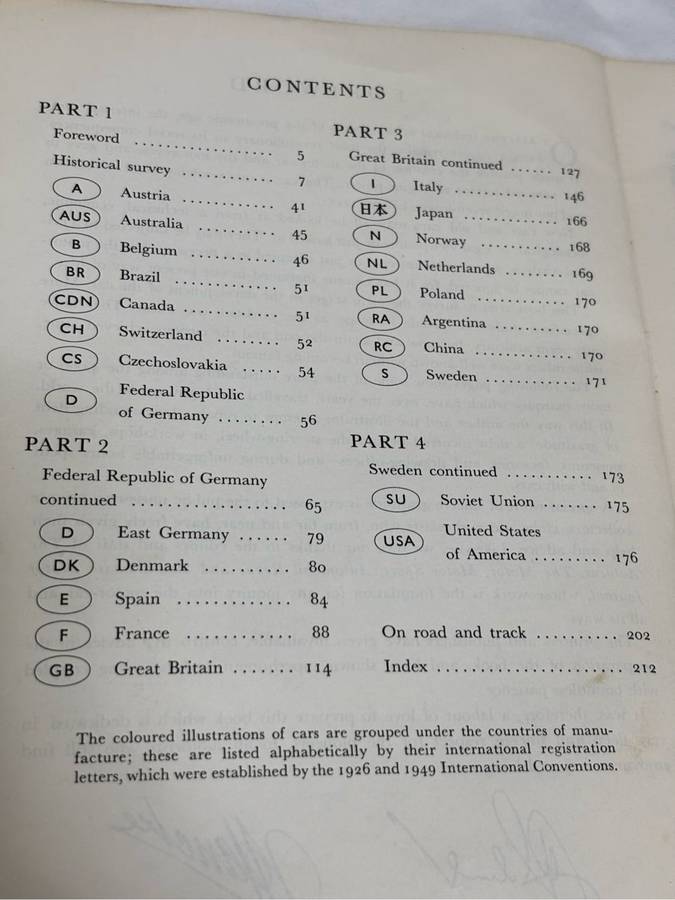 CONTENTS
PART 1
Foreword .................. 5
Historical survey ............ 7
A Austria ............ 41
AUS Australia .......... 45
B Belgium ............ 46
BR Brazil ............. 51
CDN Canada ............ 51
CH Switzerland ........ 52
CS Czechoslovakia ..... 54
D Federal Republic
of Germany ........ 56
PART 2
Federal Republic of Germany
continued .................. 65
D East Germany ...... 79
DK Denmark .......... 80
E Spain ............. 84
F France ............ 88
GB Great Britain ....... 114
PART 3
Great Britain continued ...... 127
I Italy .............. 146
日本 Japan ............. 166
N Norway ........... 168
NL Netherlands ........ 169
PL Poland ............ 170
RA Argentina .......... 170
RC China ............. 170
S Sweden ............ 171
PART 4
Sweden continued ........... 173
SU Soviet Union ....... 175
USA United States
of America ......... 176
On road and track .......... 202
Index ....................... 212
The coloured illustrations of cars are grouped under the countries of manu-
facture; these are listed alphabetically by their international registration
letters, which were established by the 1926 and 1949 International Conventions.